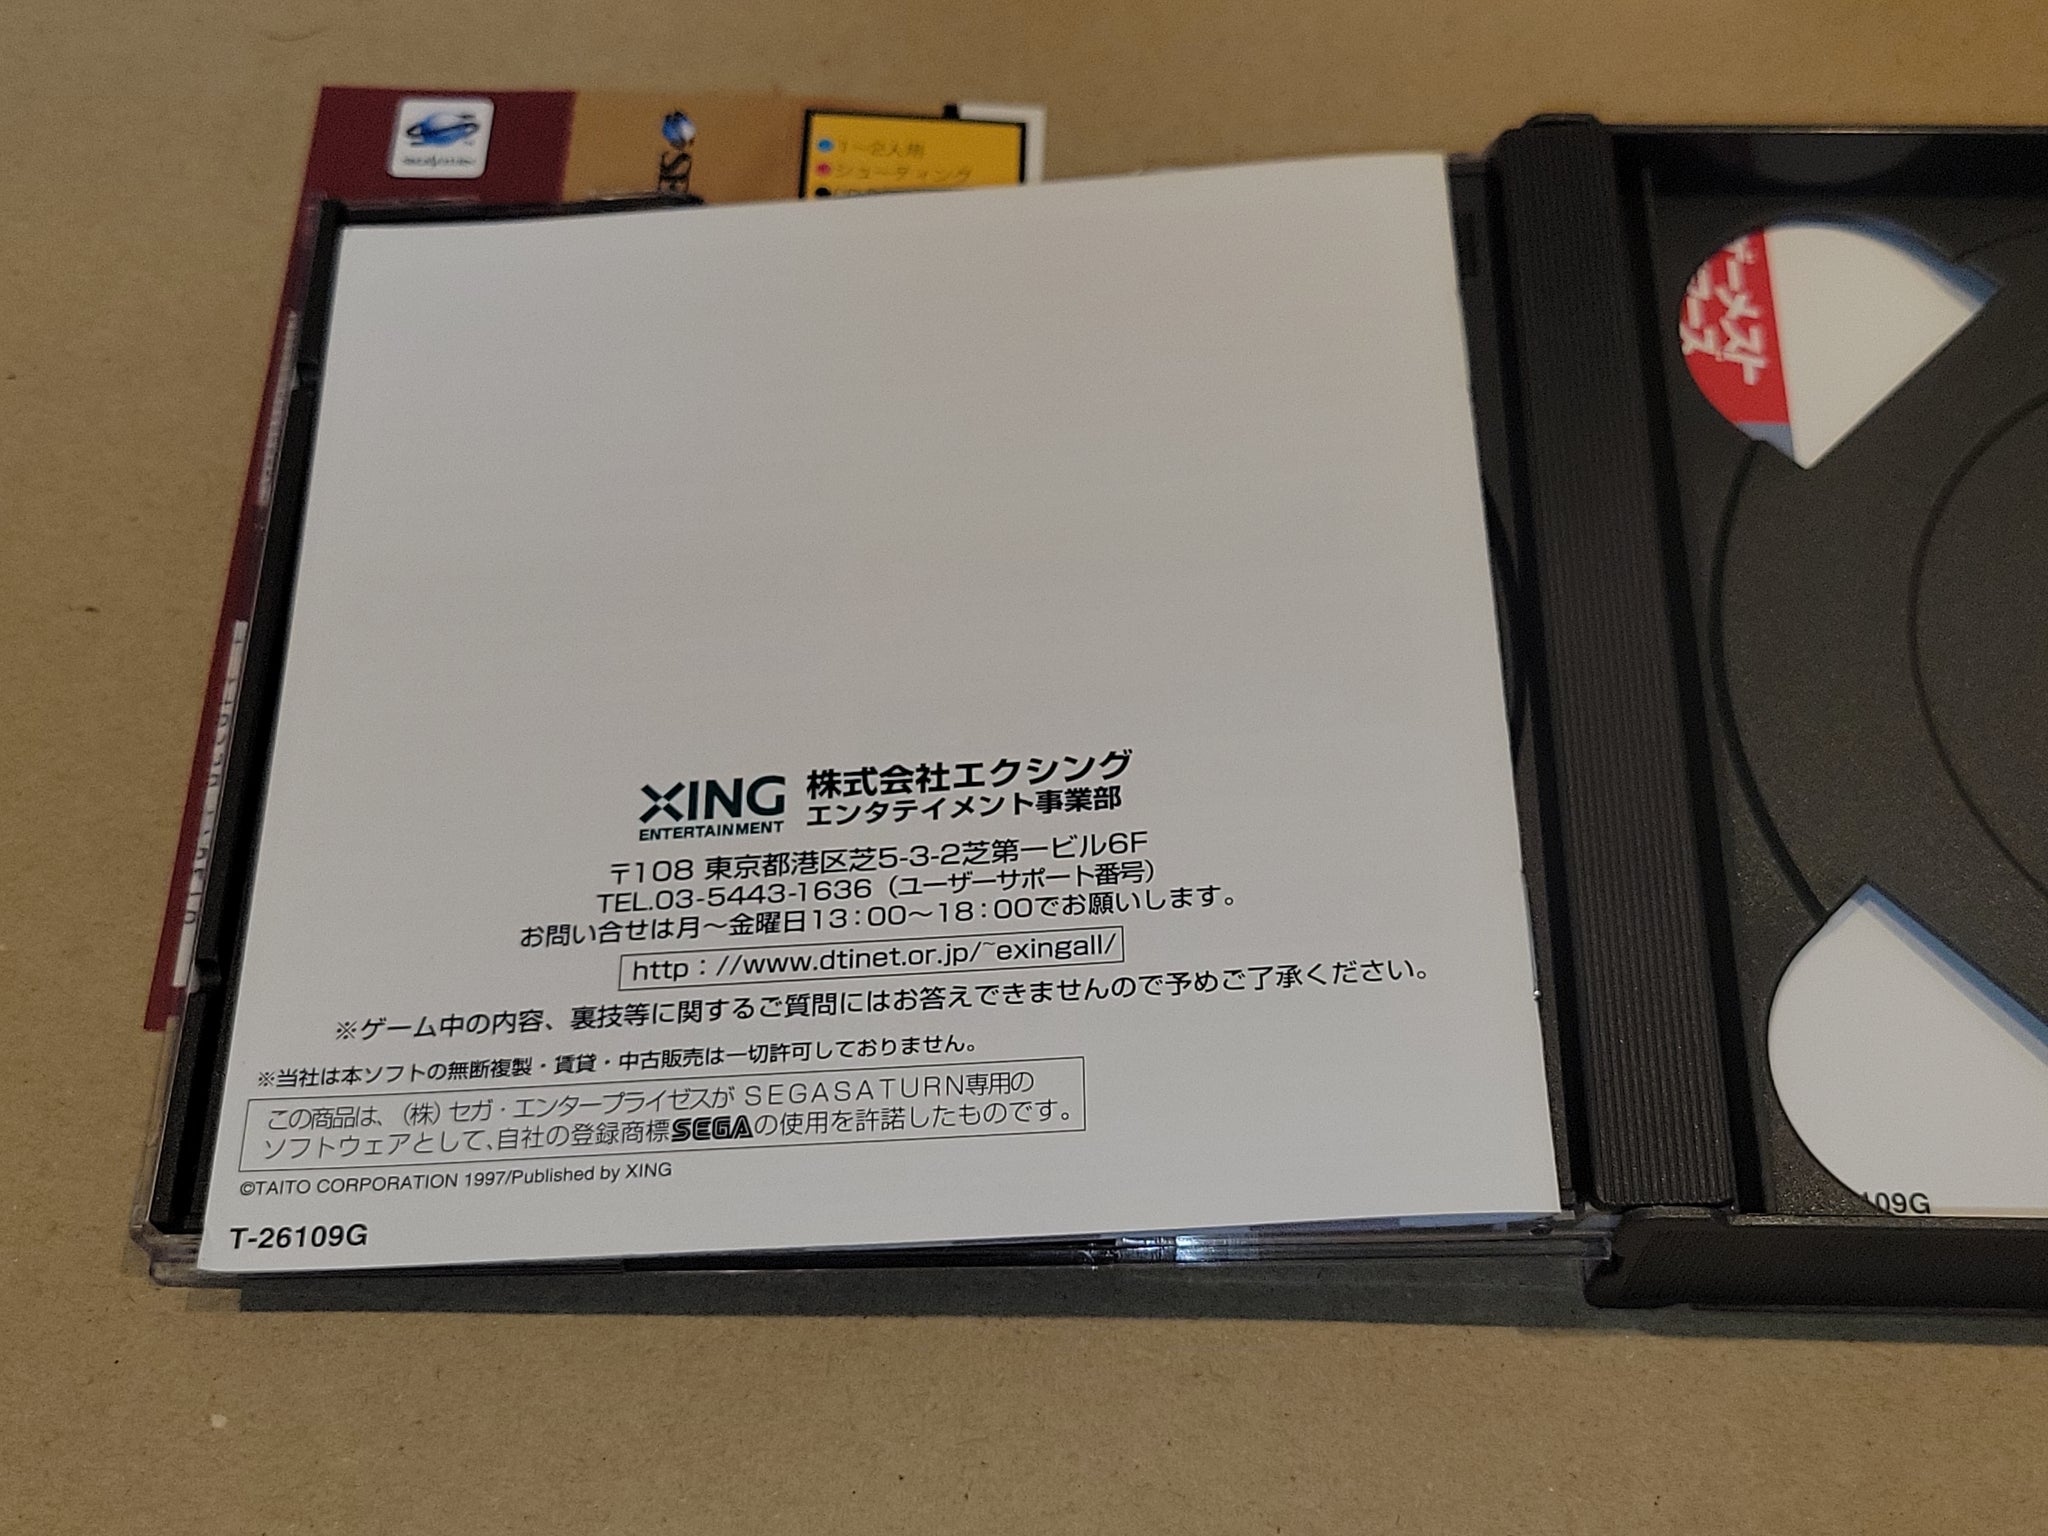 1〜2人用
シューティング
XING
ENTERTAINMENT
株式会社エクシング
エンタテイメント事業部
〒108 東京都港区芝5-3-2芝第一ビル6F
TEL.03-5443-1636（ユーザーサポート番号）
お問い合せは月〜金曜日13：00〜18：00でお願いします。
http：//www.dtinet.or.jp/~exingall/
※ゲーム中の内容、裏技等に関するご質問にはお答えできませんので予めご了承ください。
※当社は本ソフトの無断複製・賃貸・中古販売は一切許可しておりません。
この商品は、（株）セガ・エンタープライゼスが SEGASATURN専用の
ソフトウェアとして、自社の登録商標SEGAの使用を許諾したものです。
©TAITO CORPORATION 1997/Published by XING
T-26109G
ーメスト
ーズ
109G